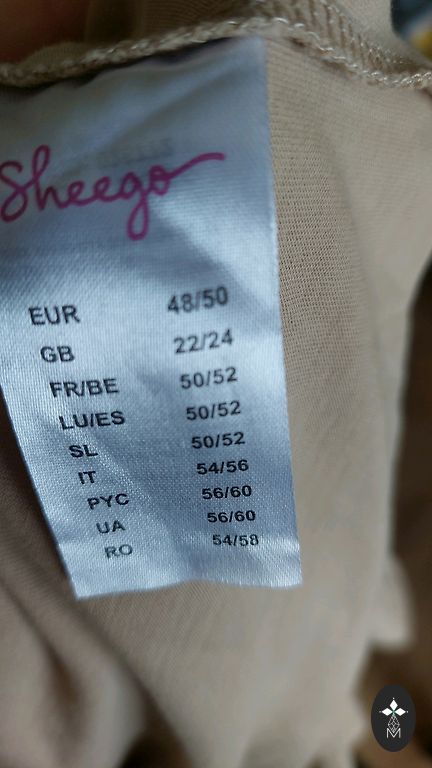 Sheego
EUR 48/50
GB 22/24
FR/BE 50/52
LU/ES 50/52
SL 50/52
IT 54/56
РУС 56/60
UA 56/60
RO 54/58
M